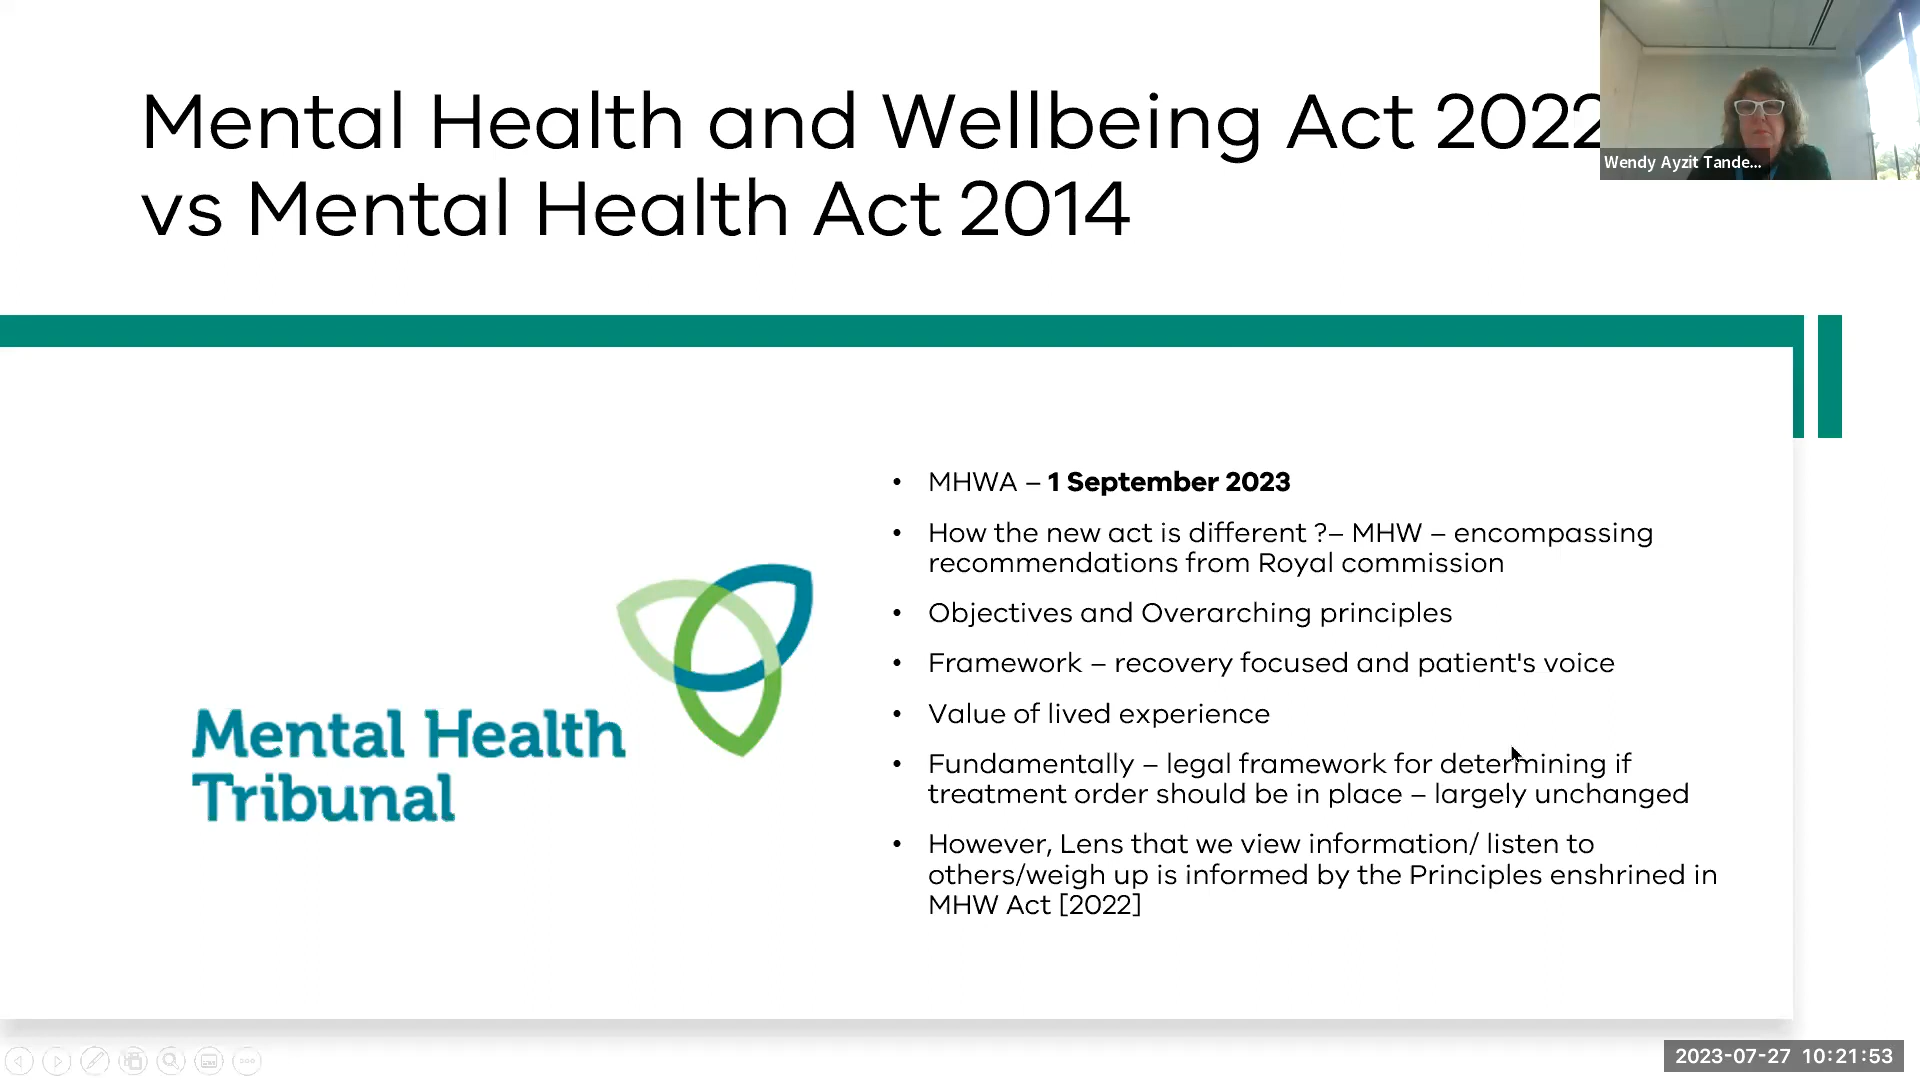 Mental Health and Wellbeing Act 2022
vs Mental Health Act 2014
Wendy Ayzit Tande...
• MHWA – 1 September 2023
• How the new act is different ?– MHW – encompassing
recommendations from Royal commission
• Objectives and Overarching principles
• Framework – recovery focused and patient's voice
• Value of lived experience
• Fundamentally – legal framework for determining if
treatment order should be in place – largely unchanged
• However, Lens that we view information/ listen to
others/weigh up is informed by the Principles enshrined in
MHW Act [2022]
Mental Health
Tribunal
2023-07-27 10:21:53